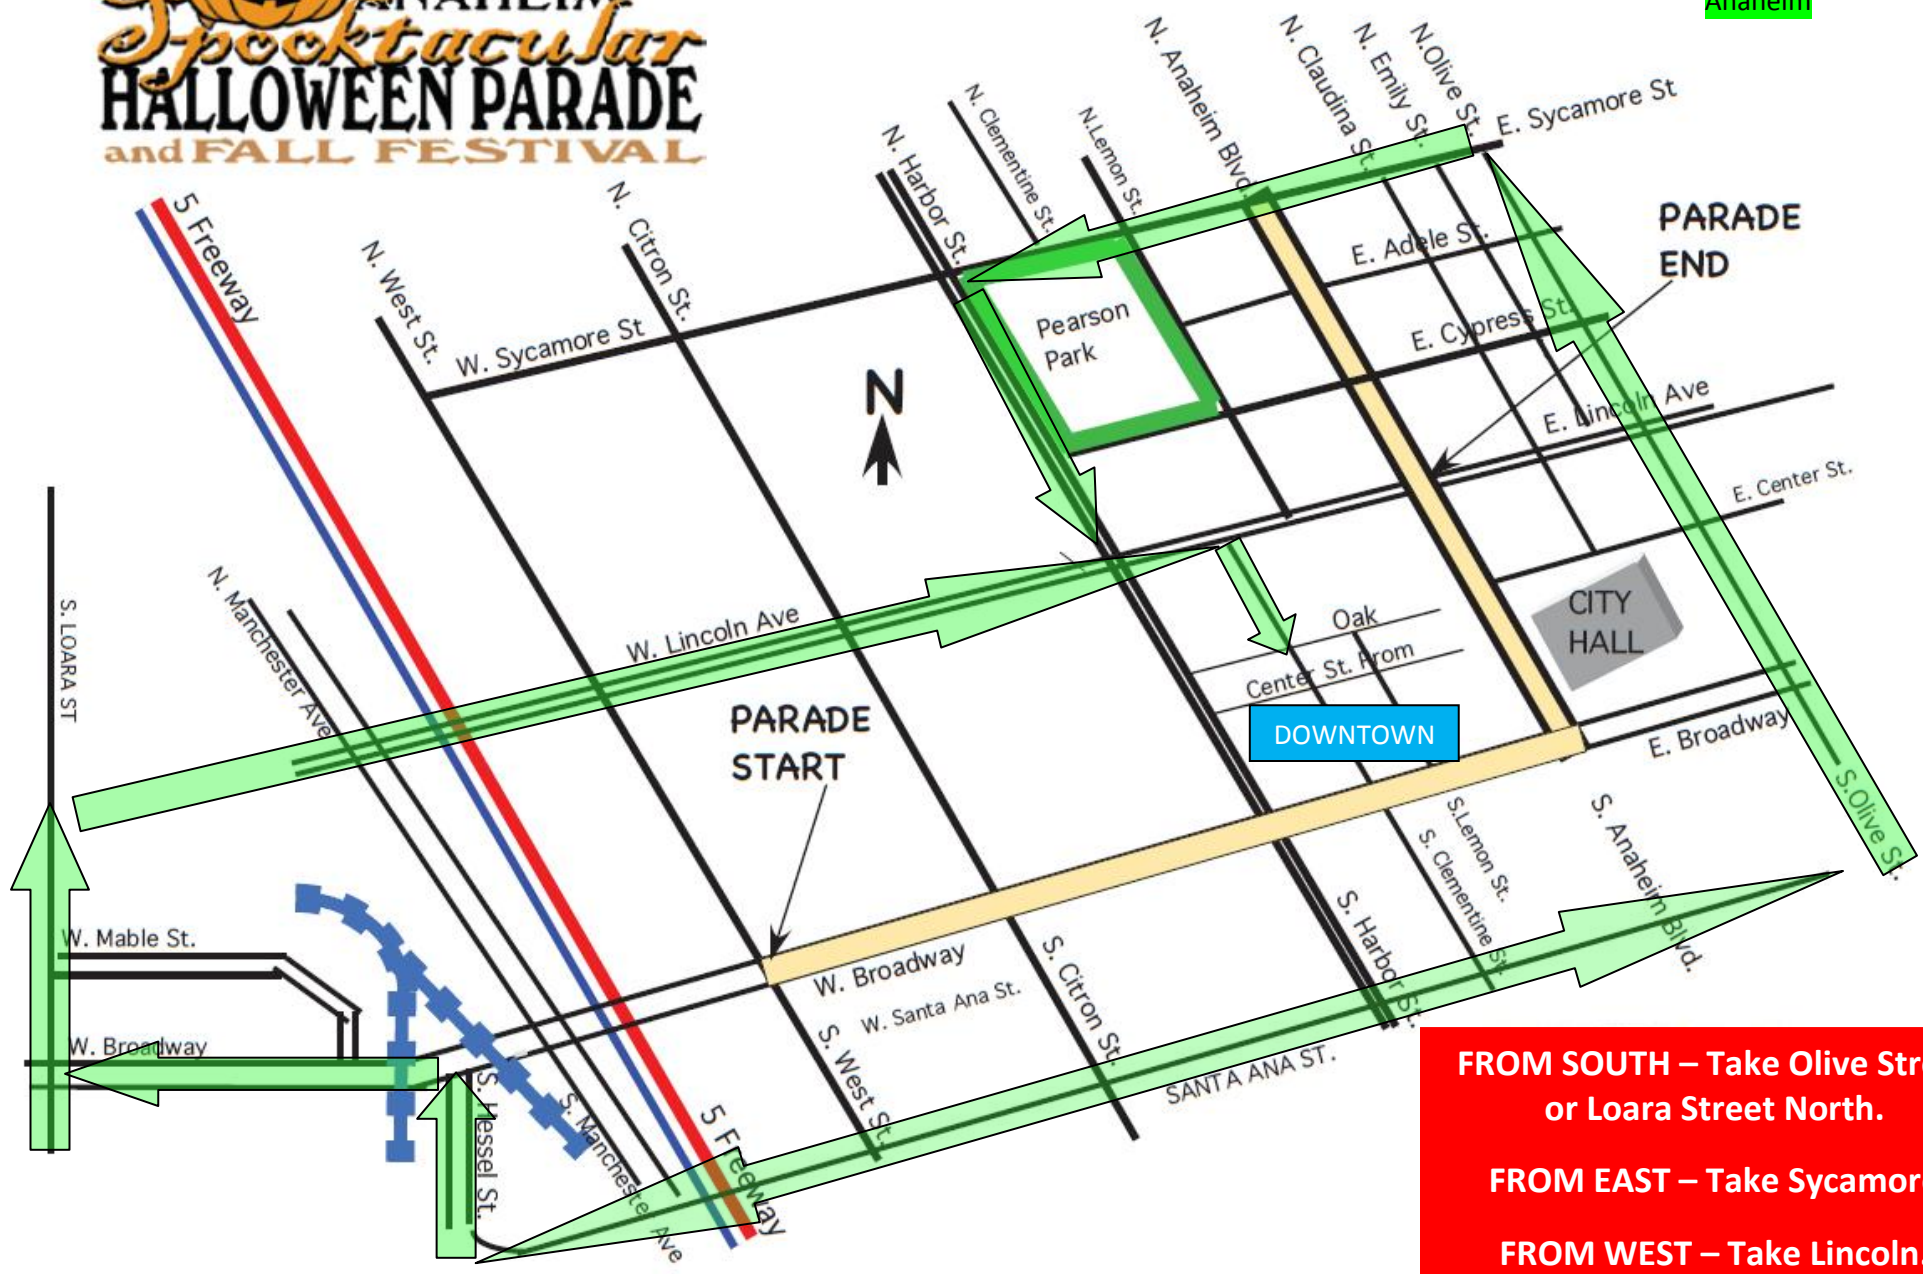 ANAHEIM
Spooktacular
HALLOWEEN PARADE
and FALL FESTIVAL
Anaheim
N. Anaheim Blvd.
N. Claudina St.
N. Emily St.
N.Olive St.
E. Sycamore St
N. Clementine St.
N.Lemon St.
N. Harbor St.
N. Citron St.
5 Freeway
N. West St.
W. Sycamore St
E. Adele St.
PARADE
END
Pearson
Park
E. Cypress St.
N
E. Lincoln Ave
E. Center St.
S. LOARA ST
N. Manchester Ave
W. Lincoln Ave
Oak
Center St. Prom
CITY
HALL
PARADE
START
DOWNTOWN
E. Broadway
S.Olive St.
S. Anaheim Blvd.
S.Lemon St.
S. Clementine St.
S. Harbor St.
W. Mable St.
W. Broadway
W. Broadway
W. Santa Ana St.
S. Citron St.
S. West St.
SANTA ANA ST.
S. Hessel St.
S. Manchester Ave
5 Freeway
FROM SOUTH – Take Olive Str
or Loara Street North.
FROM EAST – Take Sycamor
FROM WEST – Take Lincoln.